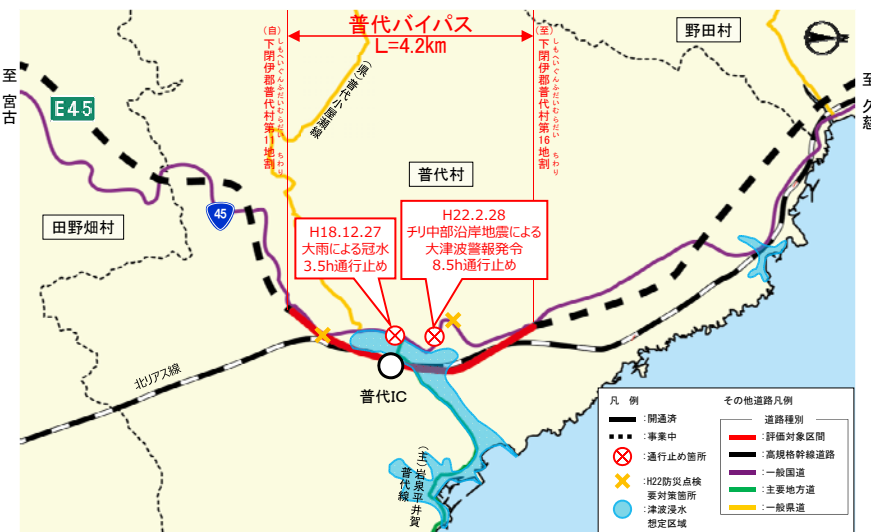 普代バイパス
L=4.2km
(自)下閉伊郡普代村第11地割
しもへいぐんふだいむらだい ちわり
(至)下閉伊郡普代村第16地割
しもへいぐんふだいむらだい ちわり
野田村
至 宮古
至 久慈
E45
(県)普代小屋瀬線
普代村
田野畑村
45
H18.12.27
大雨による冠水
3.5h通行止め
H22.2.28
チリ中部沿岸地震による
大津波警報発令
8.5h通行止め
北リアス線
普代IC
(主)岩泉平井賀
普代線
凡 例
:開通済
:事業中
:通行止め箇所
:H22防災点検
要対策箇所
:津波浸水
想定区域
その他道路凡例
道路種別
:評価対象区間
:高規格幹線道路
:一般国道
:主要地方道
:一般県道